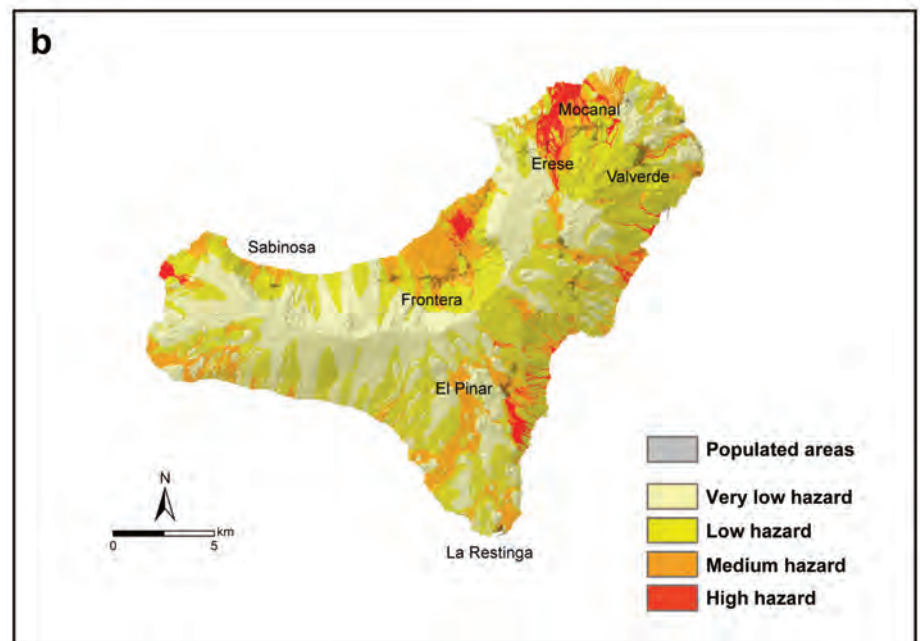 b
Mocanal
Erese
Valverde
Sabinosa
Frontera
El Pinar
La Restinga
N
km
0 5
Populated areas
Very low hazard
Low hazard
Medium hazard
High hazard